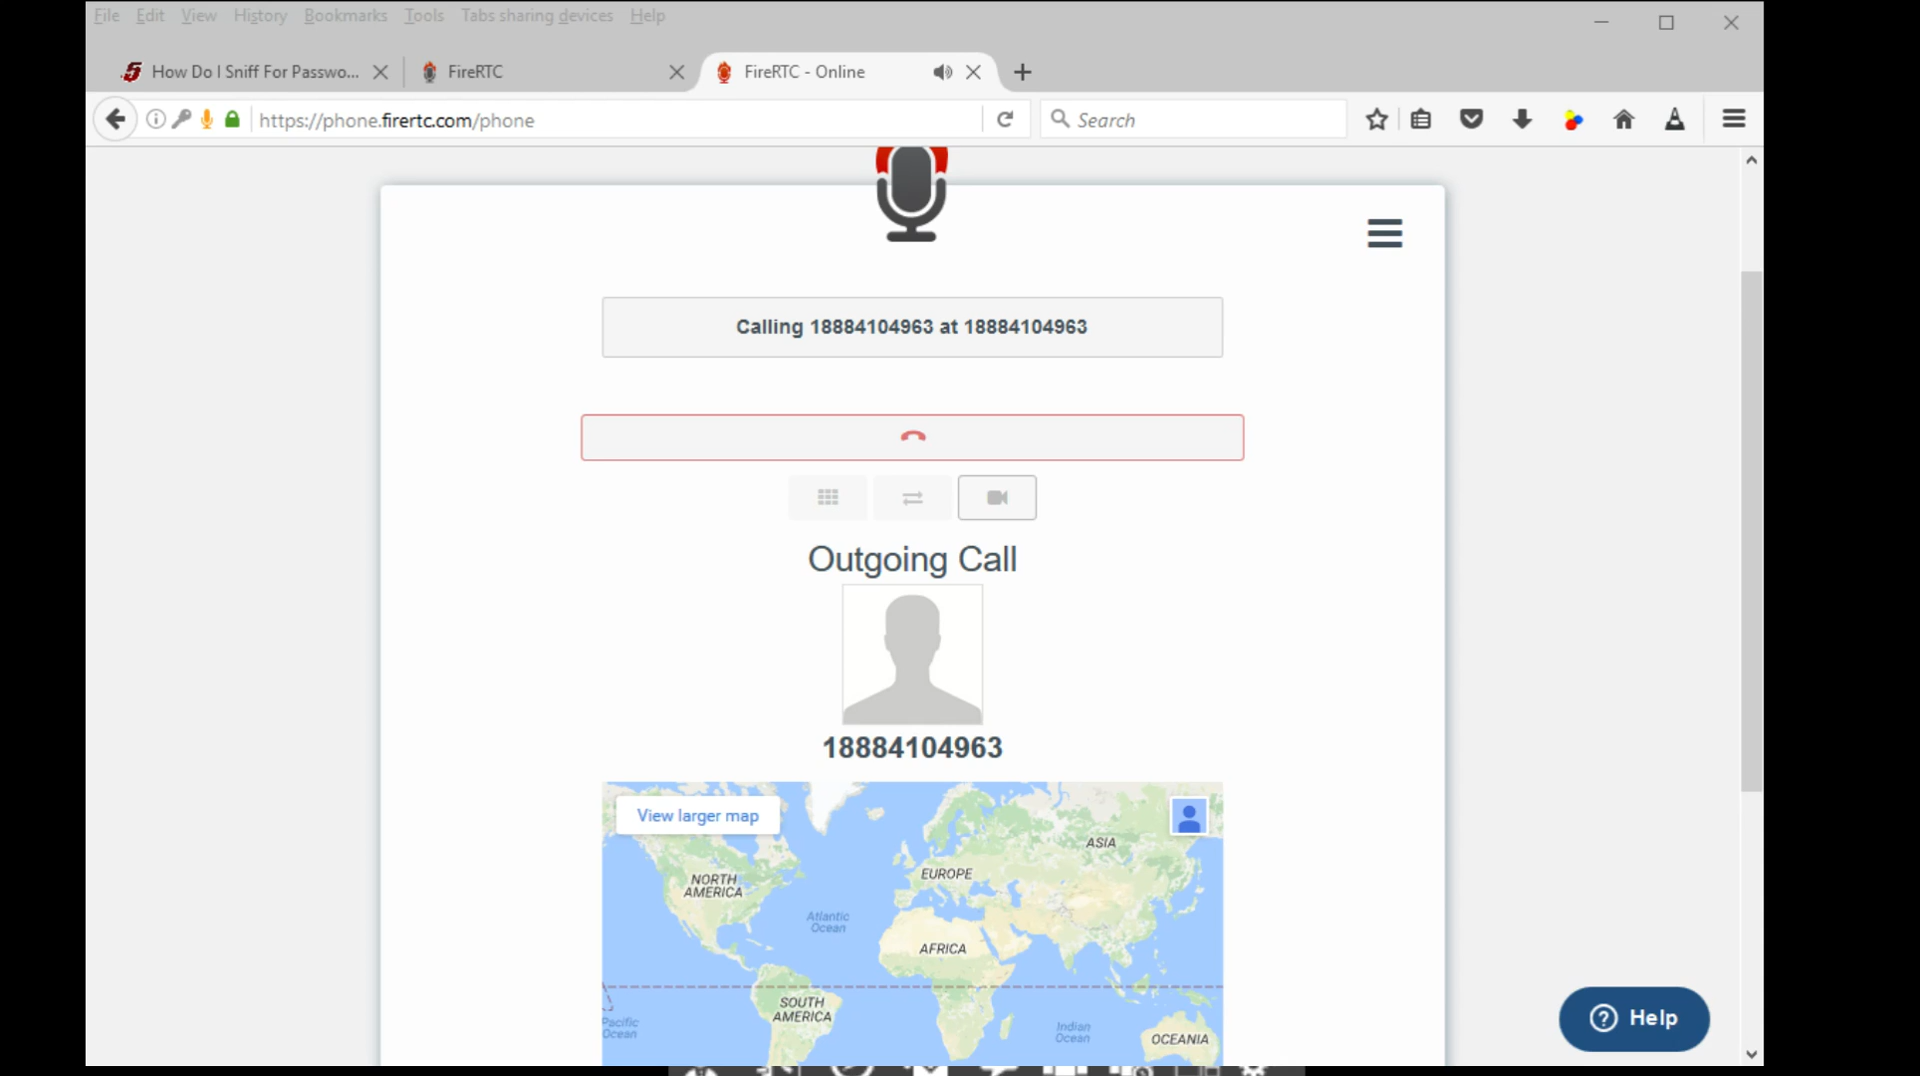 File Edit View History Bookmarks Tools Tabs sharing devices Help
How Do I Sniff For Passwo...
FireRTC
FireRTC - Online
https://phone.firertc.com/phone
Search
Calling 18884104963 at 18884104963
Outgoing Call
18884104963
View larger map
ASIA
EUROPE
NORTH
AMERICA
Atlantic
Ocean
AFRICA
SOUTH
AMERICA
Pacific
Ocean
Indian
Ocean
OCEANIA
Help